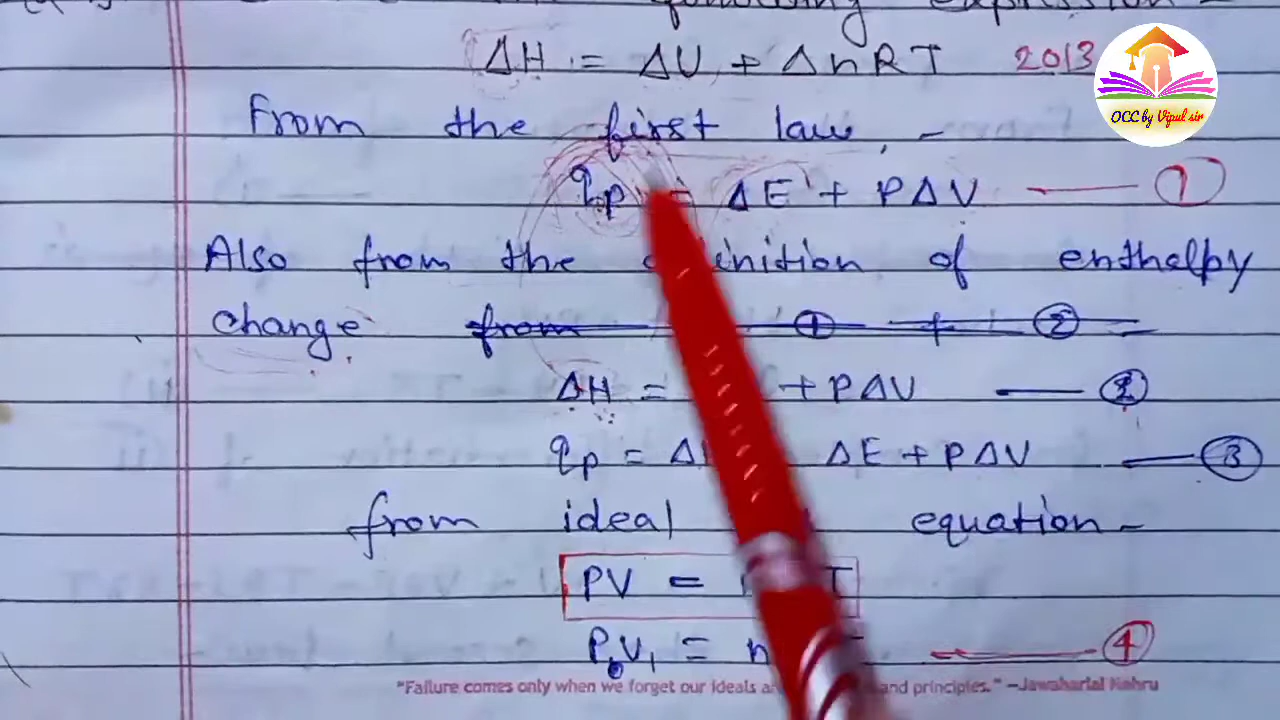 following expression -
ΔH = ΔU + ΔnRT 2013
OCC by Vipul sir
From the first law, -
qp = ΔE + PΔV — ①
Also from the definition of enthalpy
change from ① + ② =
ΔH = + PΔV — ②
qp = ΔE + PΔV — ③
from ideal equation -
PV =
P₁V₁ = — ④
"Failure comes only when we forget our ideals and principles." —Jawaharlal Nehru